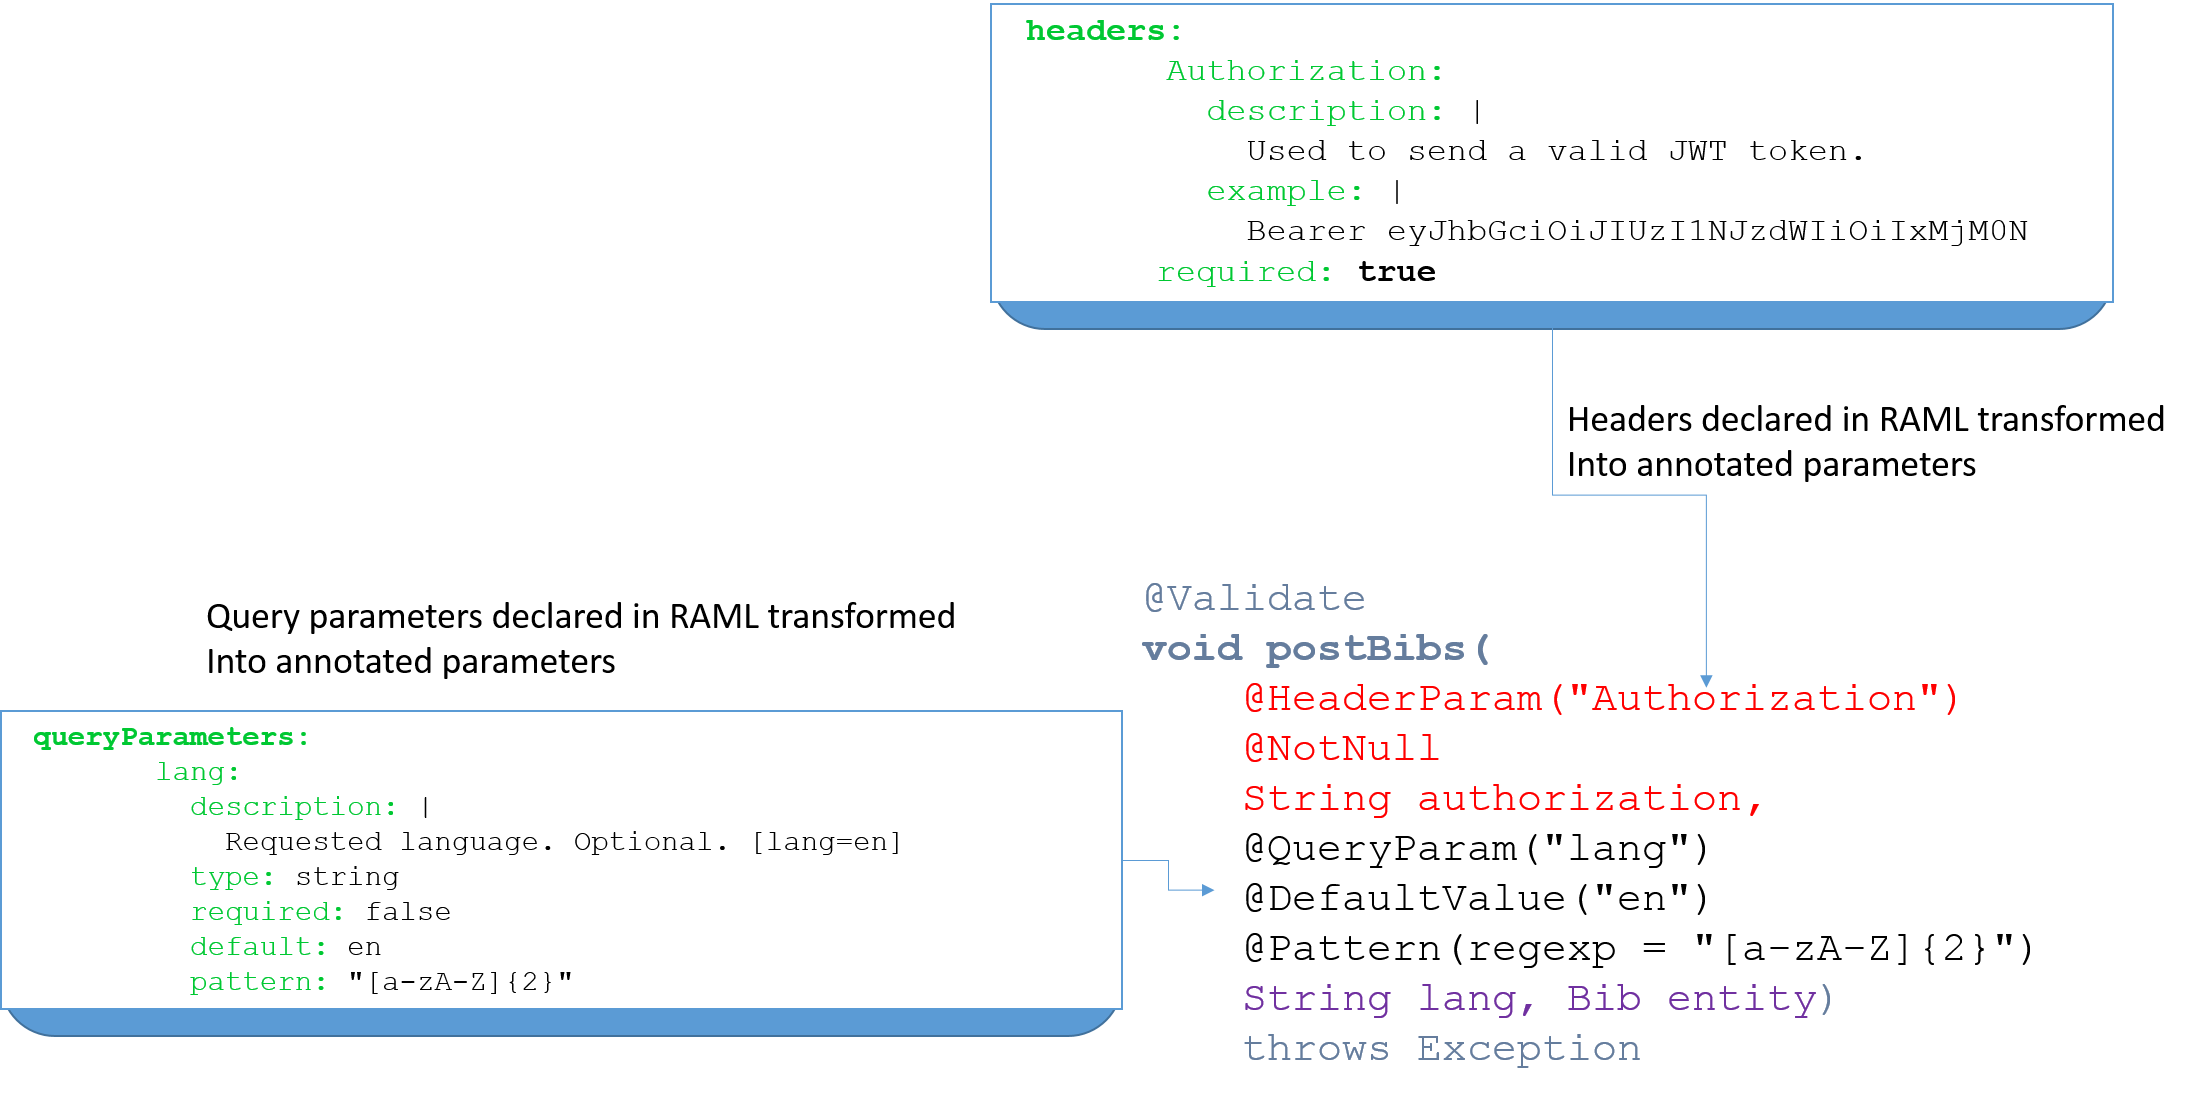 headers:
Authorization:
description: |
Used to send a valid JWT token.
example: |
Bearer eyJhbGciOiJIUzI1NJzdWIiOiIxMjM0N
required: true
Headers declared in RAML transformed
Into annotated parameters
Query parameters declared in RAML transformed
Into annotated parameters
queryParameters:
lang:
description: |
Requested language. Optional. [lang=en]
type: string
required: false
default: en
pattern: "[a-zA-Z]{2}"
@Validate
void postBibs(
@HeaderParam("Authorization")
@NotNull
String authorization,
@QueryParam("lang")
@DefaultValue("en")
@Pattern(regexp = "[a-zA-Z]{2}")
String lang, Bib entity)
throws Exception